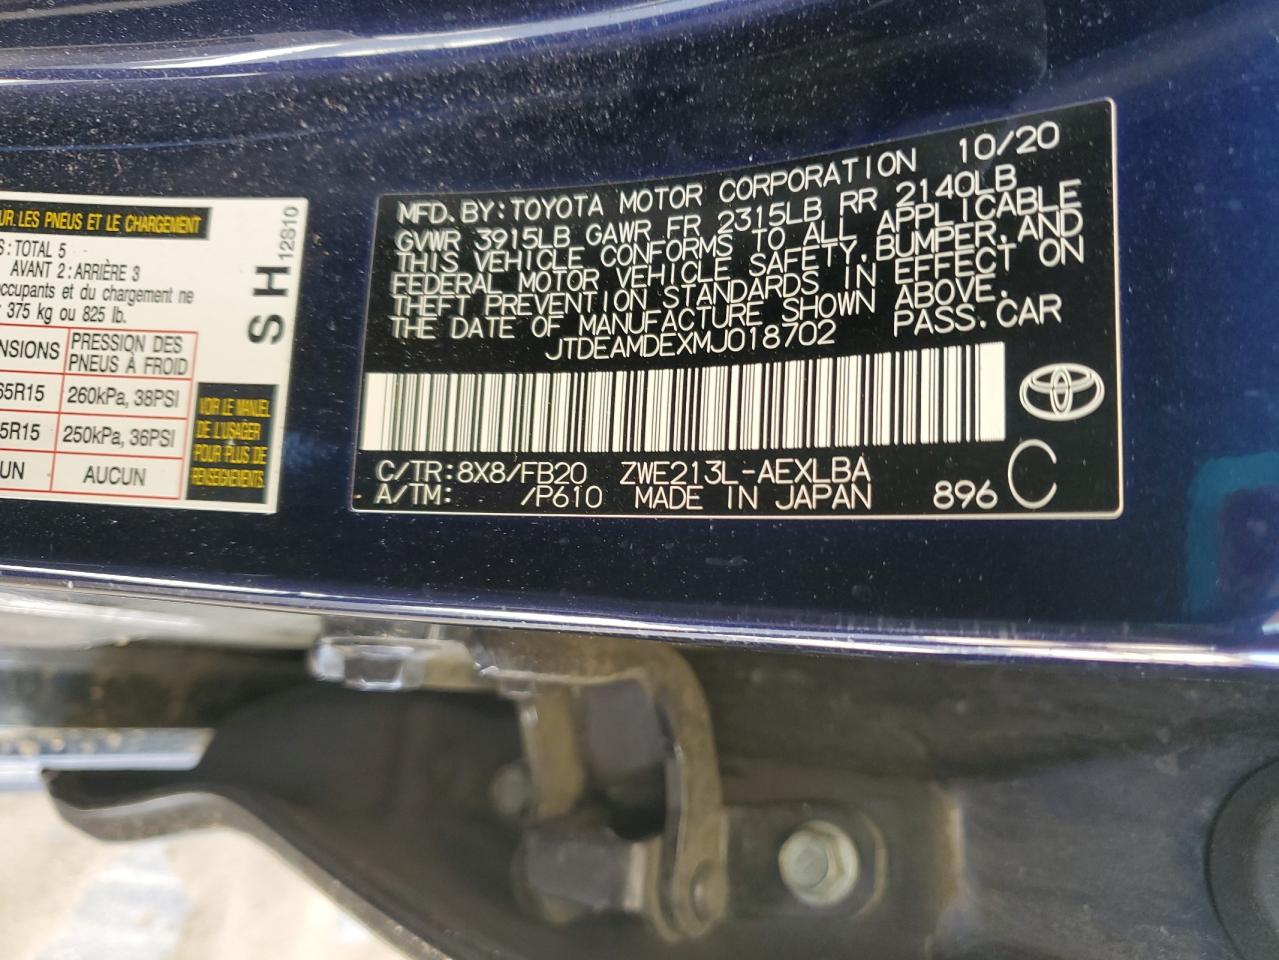 UR LES PNEUS ET LE CHARGEMENT
S : TOTAL 5
AVANT 2 : ARRIÈRE 3
occupants et du chargement ne
: 375 kg ou 825 lb.
NSIONS PRESSION DES PNEUS À FROID
65R15 260kPa, 38PSI
5R15 250kPa, 36PSI
UN AUCUN
SH
12S10
VOIR LE MANUEL
DE L'USAGER
POUR PLUS DE
RENSEIGNEMENTS
MFD. BY: TOYOTA MOTOR CORPORATION 10/20
GVWR 3915LB GAWR FR 2315LB RR 2140LB
THIS VEHICLE CONFORMS TO ALL APPLICABLE
FEDERAL MOTOR VEHICLE SAFETY, BUMPER, AND
THEFT PREVENTION STANDARDS IN EFFECT ON
THE DATE OF MANUFACTURE SHOWN ABOVE.
JTDEAMDEXMJ018702 PASS. CAR
C/TR: 8X8/FB20 ZWE213L-AEXLBA
A/TM: /P610 MADE IN JAPAN 896 C